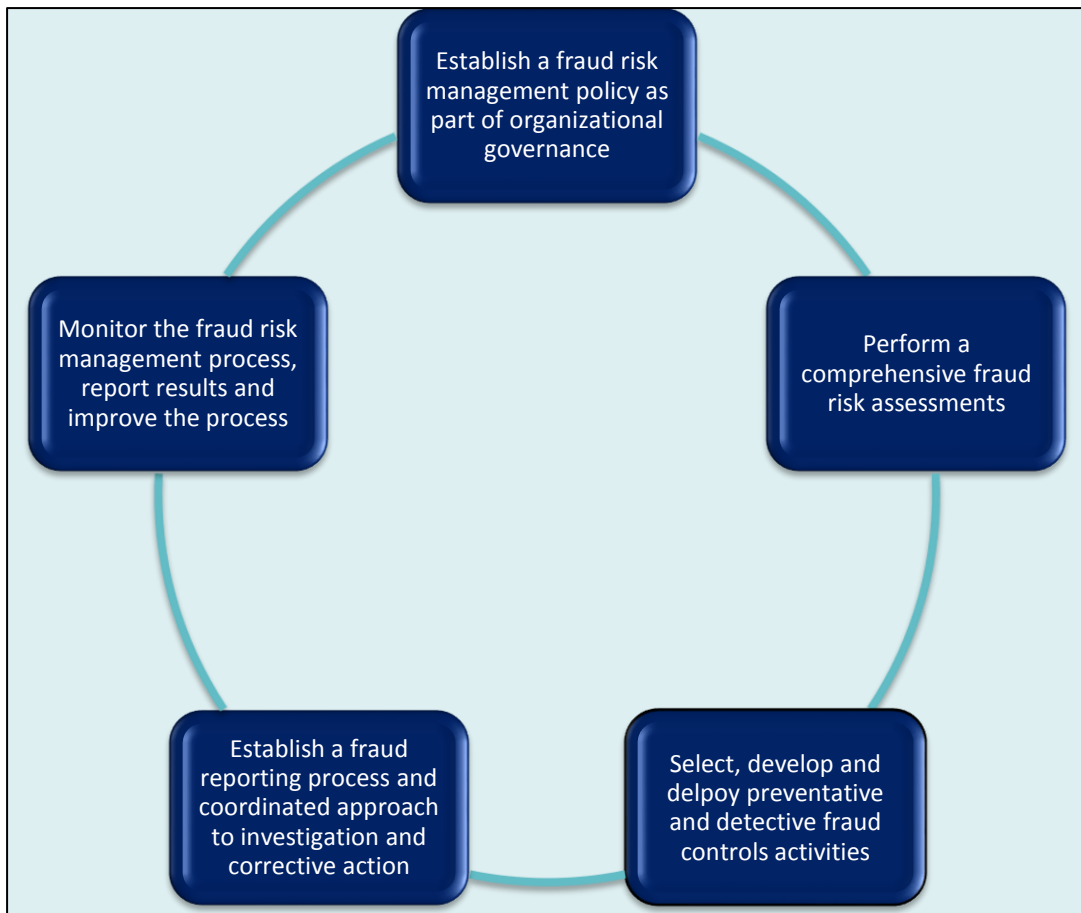 Establish a fraud risk
management policy as
part of organizational
governance
Perform a
comprehensive fraud
risk assessments
Select, develop and
delpoy preventative
and detective fraud
controls activities
Establish a fraud
reporting process and
coordinated approach
to investigation and
corrective action
Monitor the fraud risk
management process,
report results and
improve the process